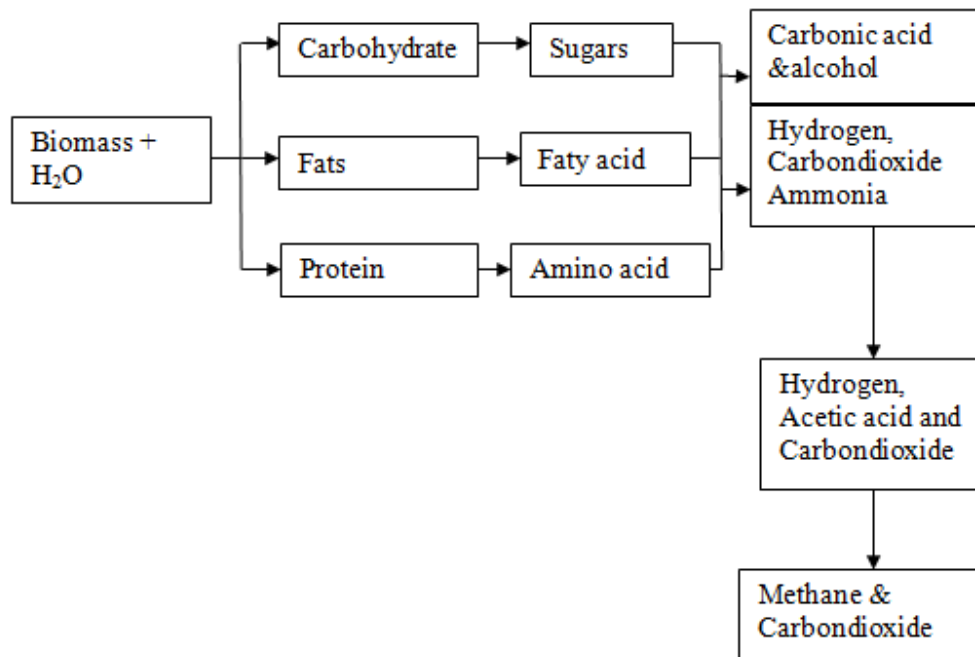 Biomass +
H₂O
Carbohydrate
Sugars
Carbonic acid
&alcohol
Fats
Faty acid
Hydrogen,
Carbondioxide
Ammonia
Protein
Amino acid
Hydrogen,
Acetic acid and
Carbondioxide
Methane &
Carbondioxide